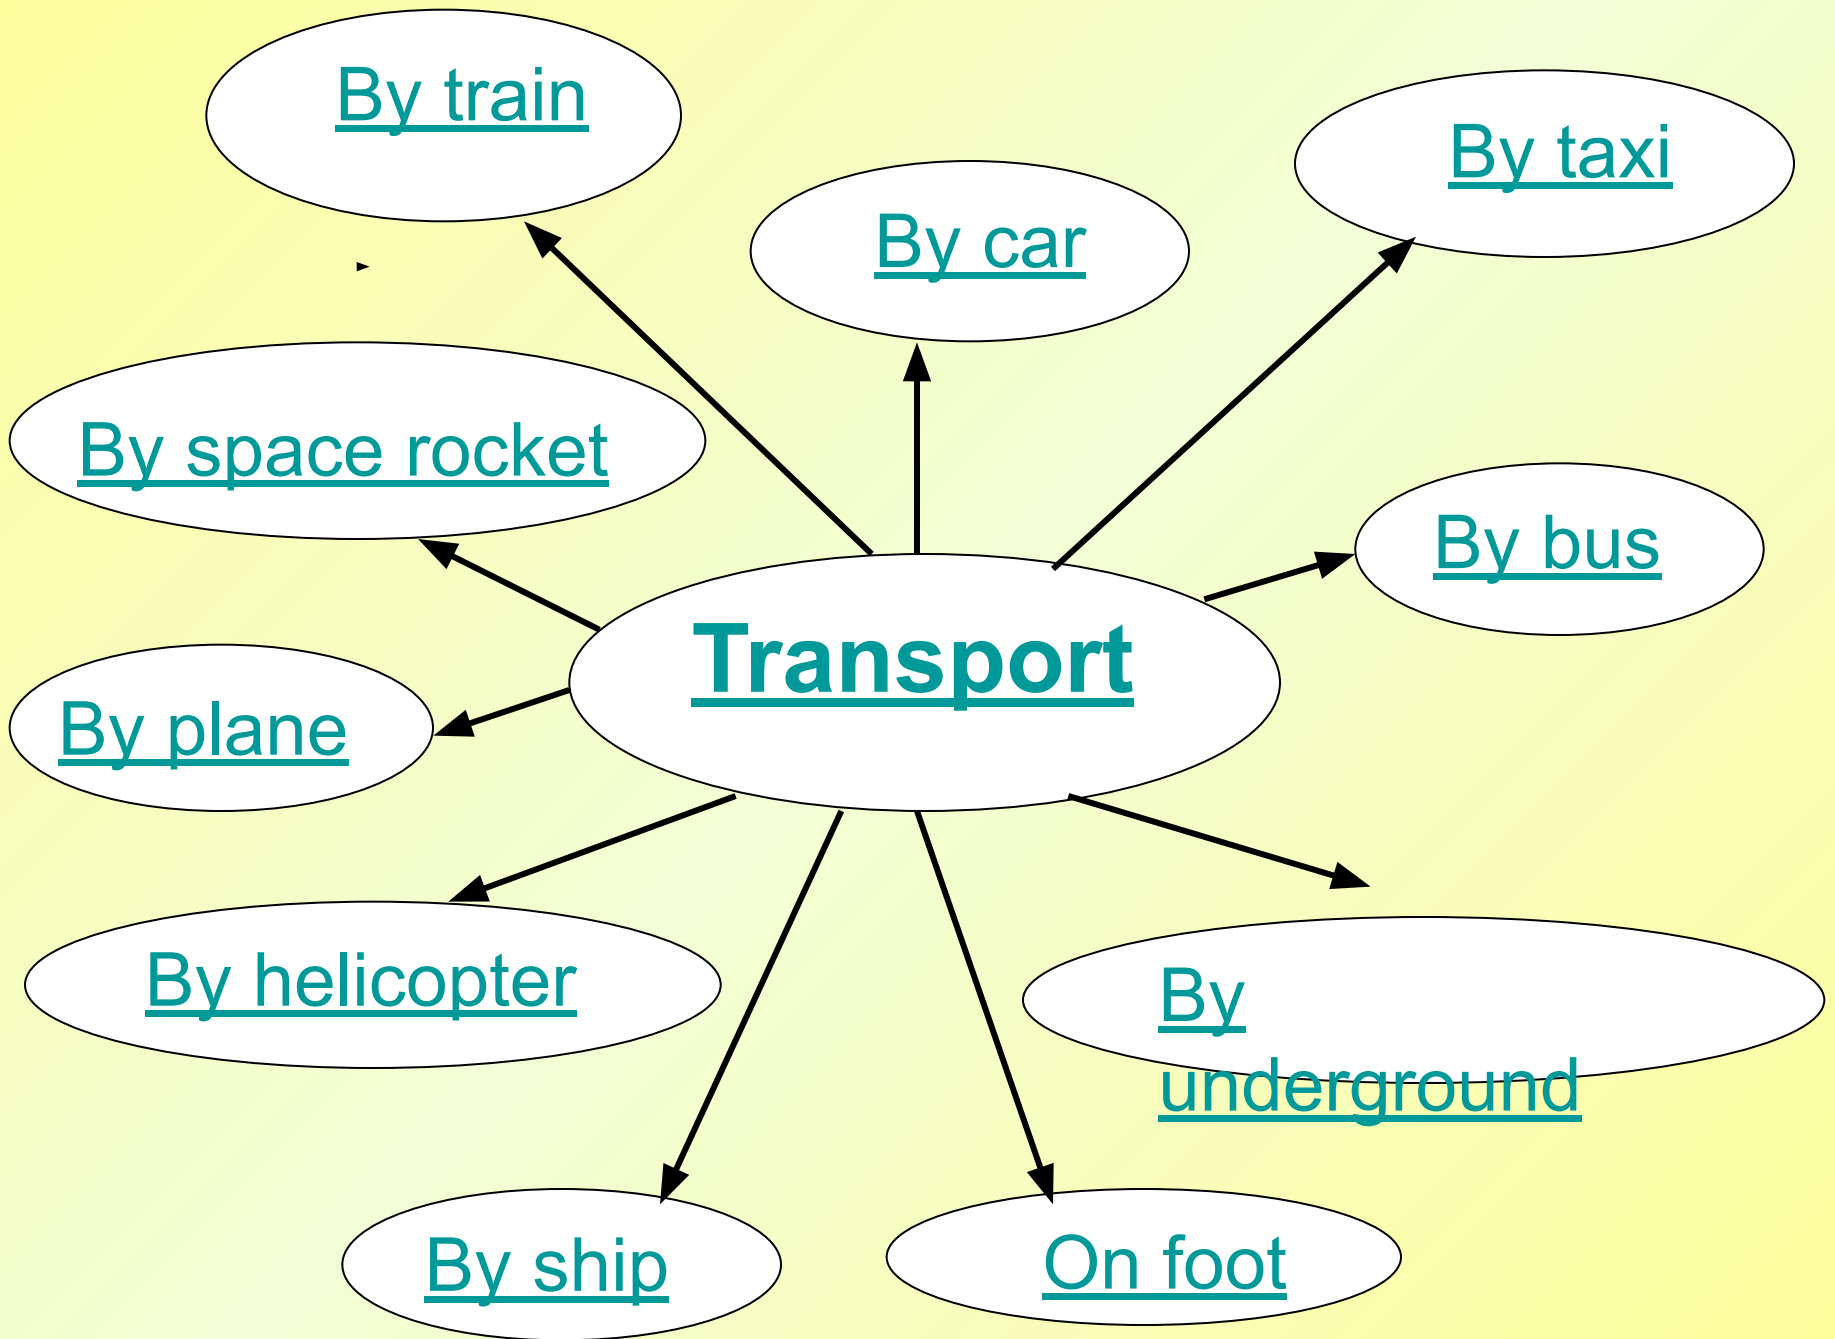 By train
By taxi
By car
By space rocket
By bus
Transport
By plane
By helicopter
By
underground
By ship
On foot